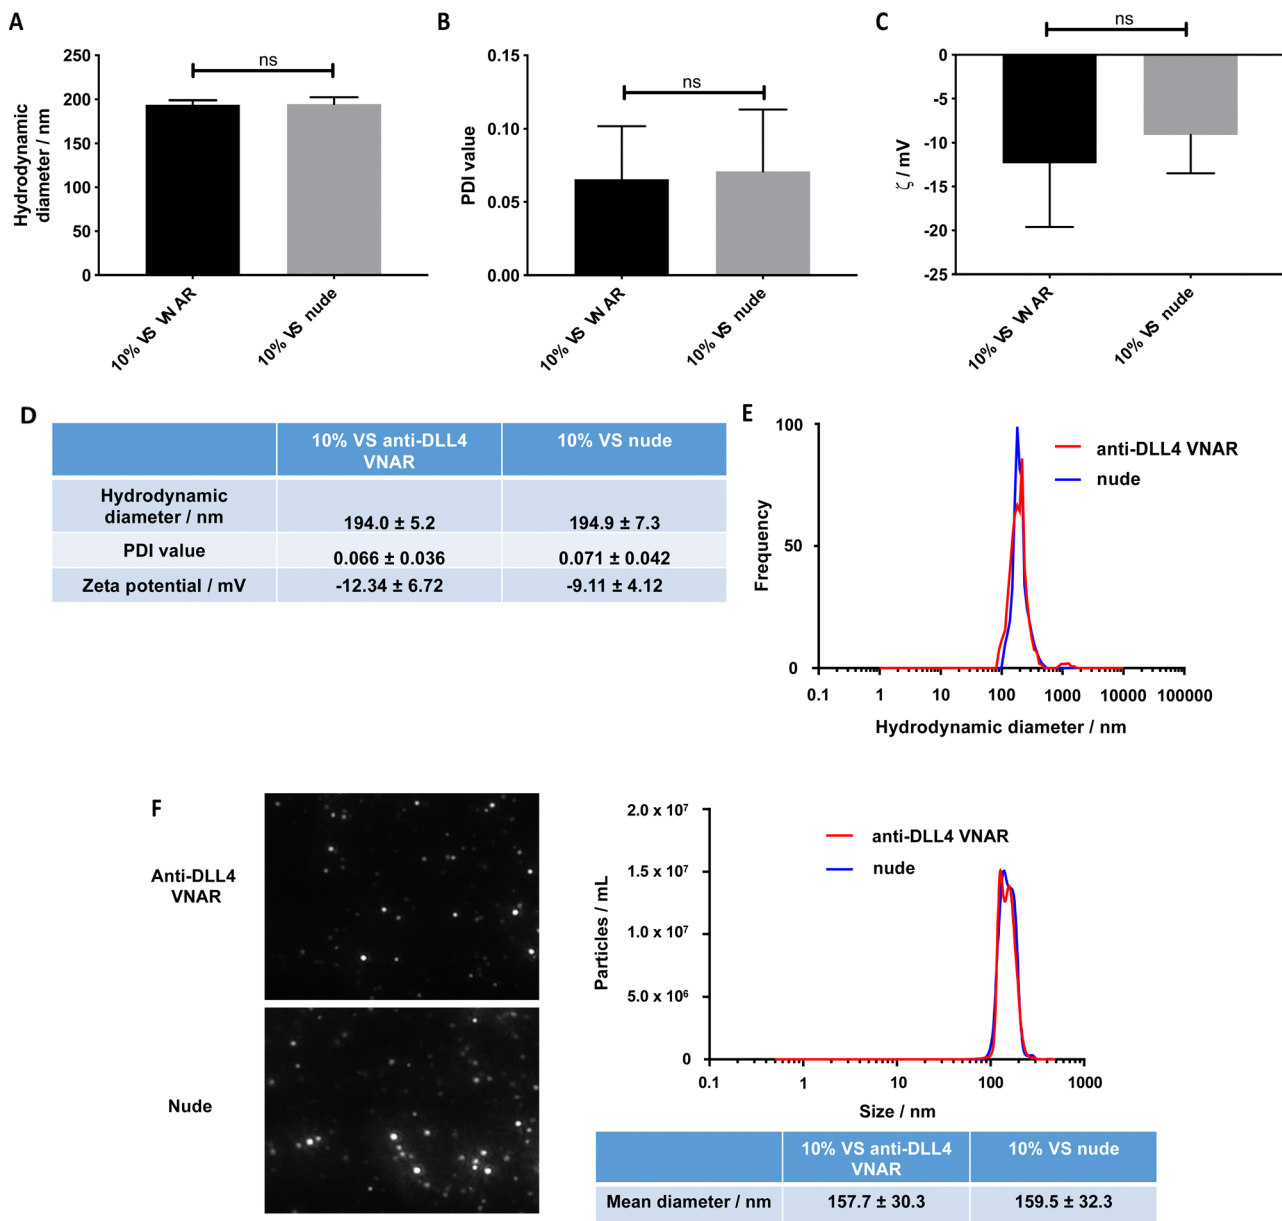 A
250
200
150
100
50
0
Hydrodynamic
diameter / nm
ns
10% VS VNAR
10% VS nude
B
0.15
0.10
0.05
0.00
PDI value
ns
10% VS VNAR
10% VS nude
C
0
-5
-10
-15
-20
-25
ζ / mV
ns
10% VS VNAR
10% VS nude
D
10% VS anti-DLL4
VNAR
10% VS nude
Hydrodynamic
diameter / nm
194.0 ± 5.2
194.9 ± 7.3
PDI value
0.066 ± 0.036
0.071 ± 0.042
Zeta potential / mV
-12.34 ± 6.72
-9.11 ± 4.12
E
100
50
0
Frequency
anti-DLL4 VNAR
nude
0.1 1 10 100 1000 10000 100000
Hydrodynamic diameter / nm
F
Anti-DLL4
VNAR
Nude
2.0 x 10⁷
1.5 x 10⁷
1.0 x 10⁷
5.0 x 10⁶
0
Particles / mL
anti-DLL4 VNAR
nude
0.1 1 10 100 1000
Size / nm
10% VS anti-DLL4
VNAR
10% VS nude
Mean diameter / nm
157.7 ± 30.3
159.5 ± 32.3